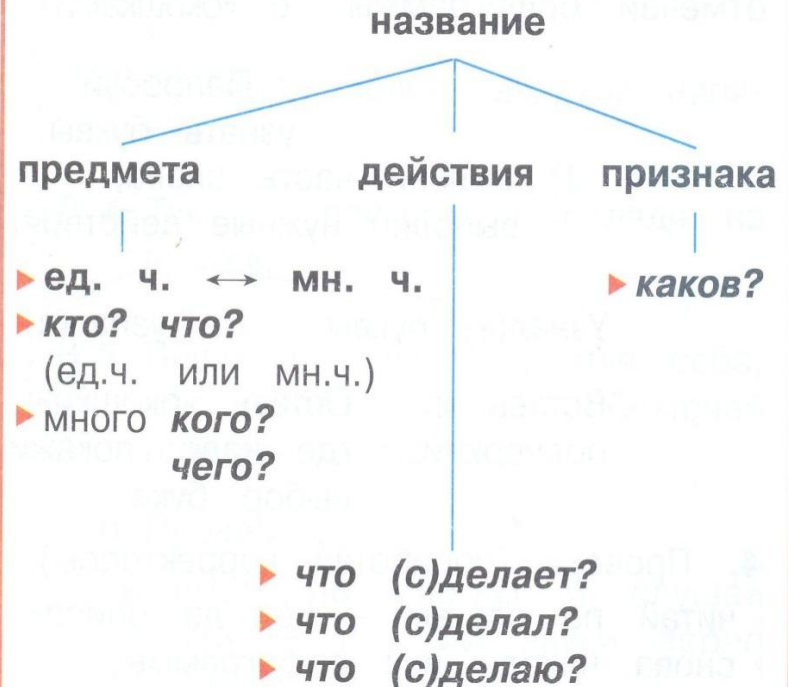 название
предмета действия признака
▶ ед. ч. ↔ мн. ч. ▶ каков?
▶ кто? что?
(ед.ч. или мн.ч.)
▶ много кого?
чего?
▶ что (с)делает?
▶ что (с)делал?
▶ что (с)делаю?